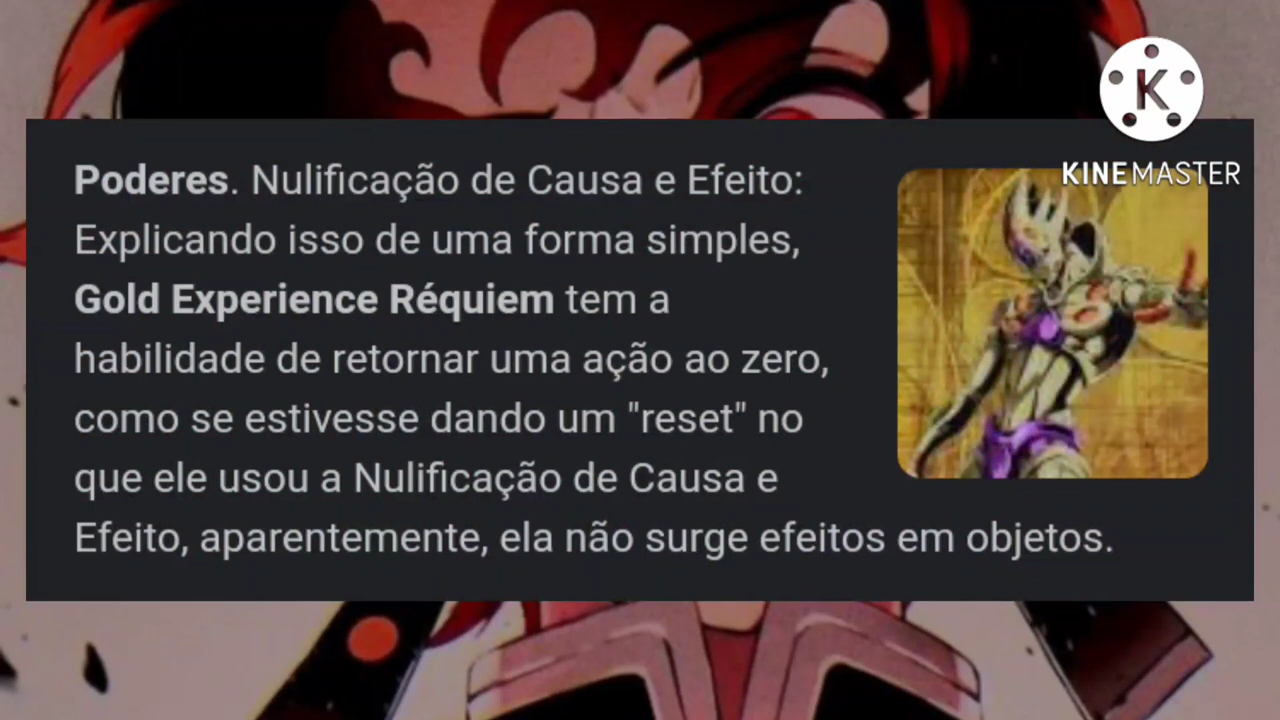 Poderes. Nulificação de Causa e Efeito:
Explicando isso de uma forma simples,
Gold Experience Réquiem tem a
habilidade de retornar uma ação ao zero,
como se estivesse dando um "reset" no
que ele usou a Nulificação de Causa e
Efeito, aparentemente, ela não surge efeitos em objetos.
K
KINEMASTER